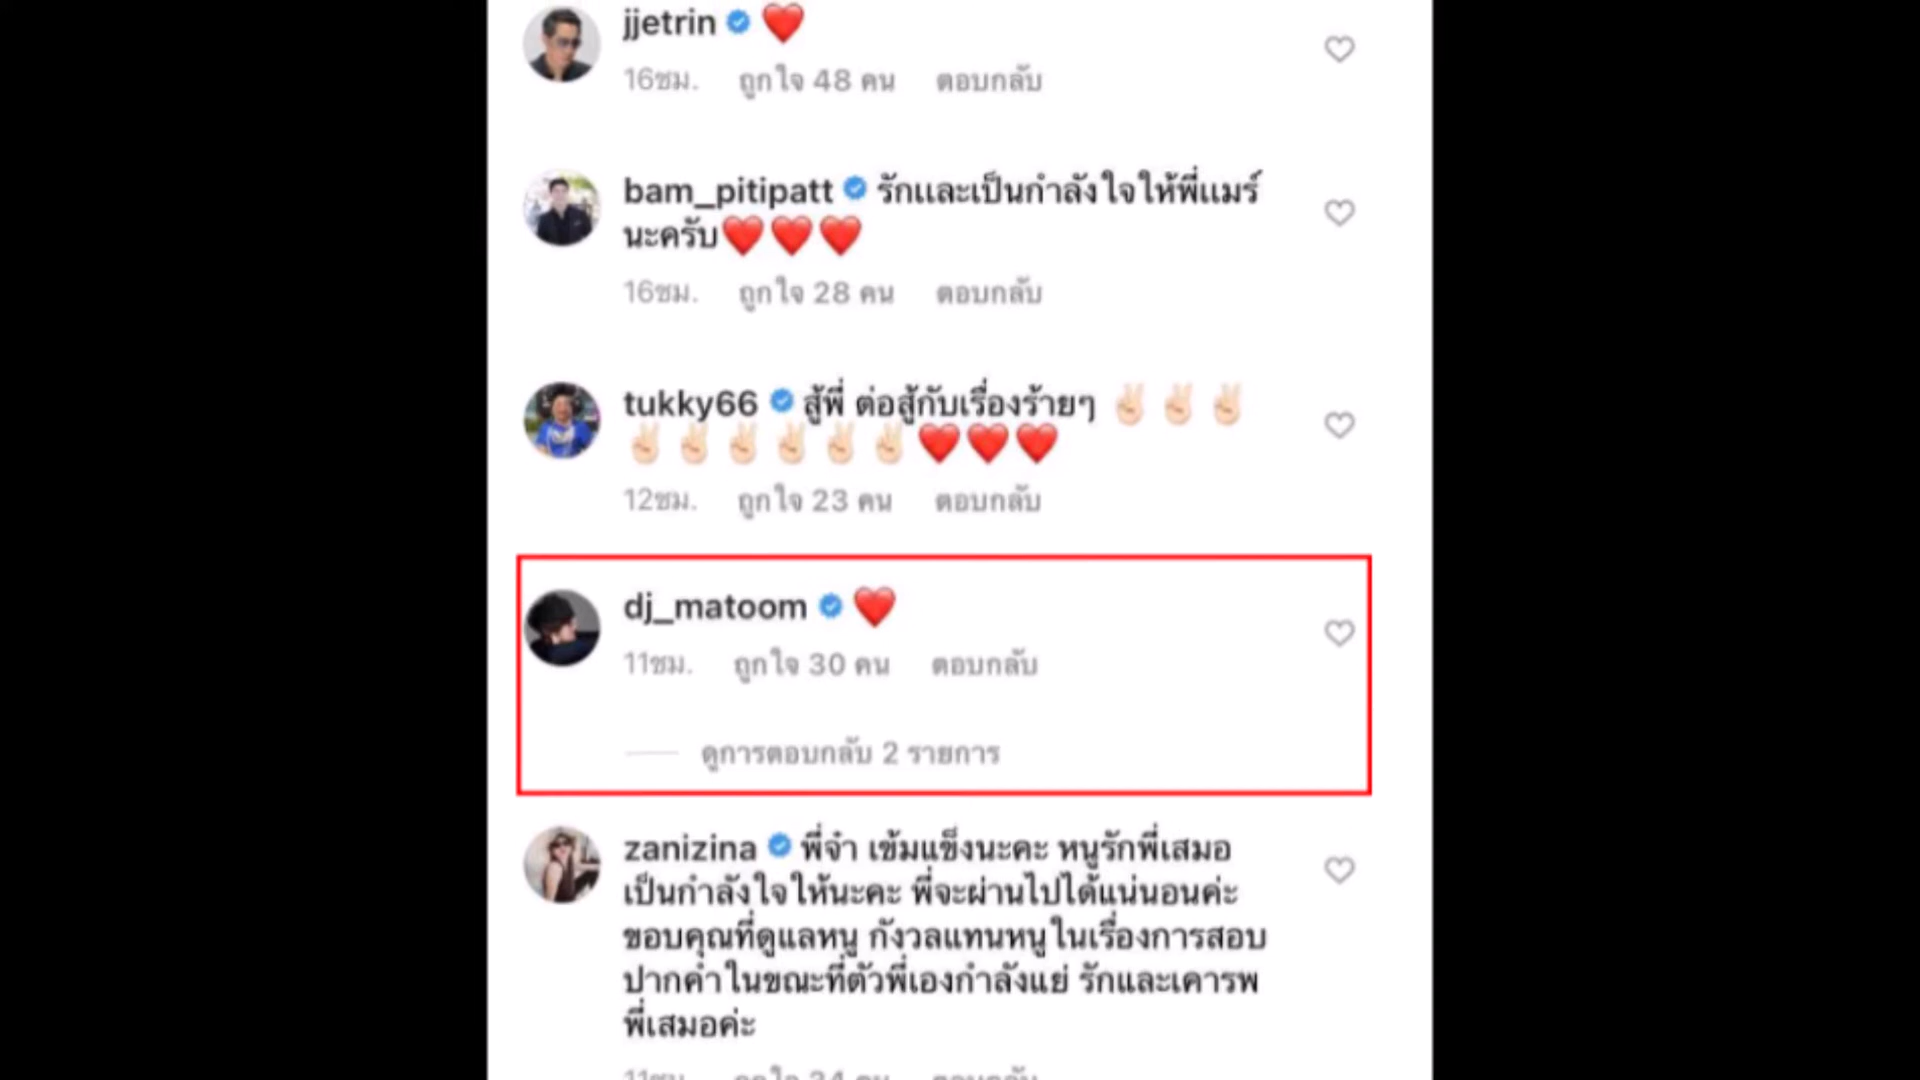 jjetrin ❤️
16ชม. ถูกใจ 48 คน ตอบกลับ
bam_pitipatt รักและเป็นกำลังใจให้พี่แมร์
นะครับ❤️❤️❤️
16ชม. ถูกใจ 28 คน ตอบกลับ
tukky66 สู้พี่ ต่อสู้กับเรื่องร้ายๆ ✌🏻✌🏻✌🏻
✌🏻✌🏻✌🏻✌🏻✌🏻✌🏻❤️❤️❤️
12ชม. ถูกใจ 23 คน ตอบกลับ
dj_matoom ❤️
11ชม. ถูกใจ 30 คน ตอบกลับ
ดูการตอบกลับ 2 รายการ
zanizina พี่จ๋า เข้มแข็งนะคะ หนูรักพี่เสมอ
เป็นกำลังใจให้นะคะ พี่จะผ่านไปได้แน่นอนค่ะ
ขอบคุณที่ดูแลหนู กังวลแทนหนูในเรื่องการสอบ
ปากคำในขณะที่ตัวพี่เองกำลังแย่ รักและเคารพ
พี่เสมอค่ะ
11ชม. ถูกใจ 34 คน ตอบกลับ